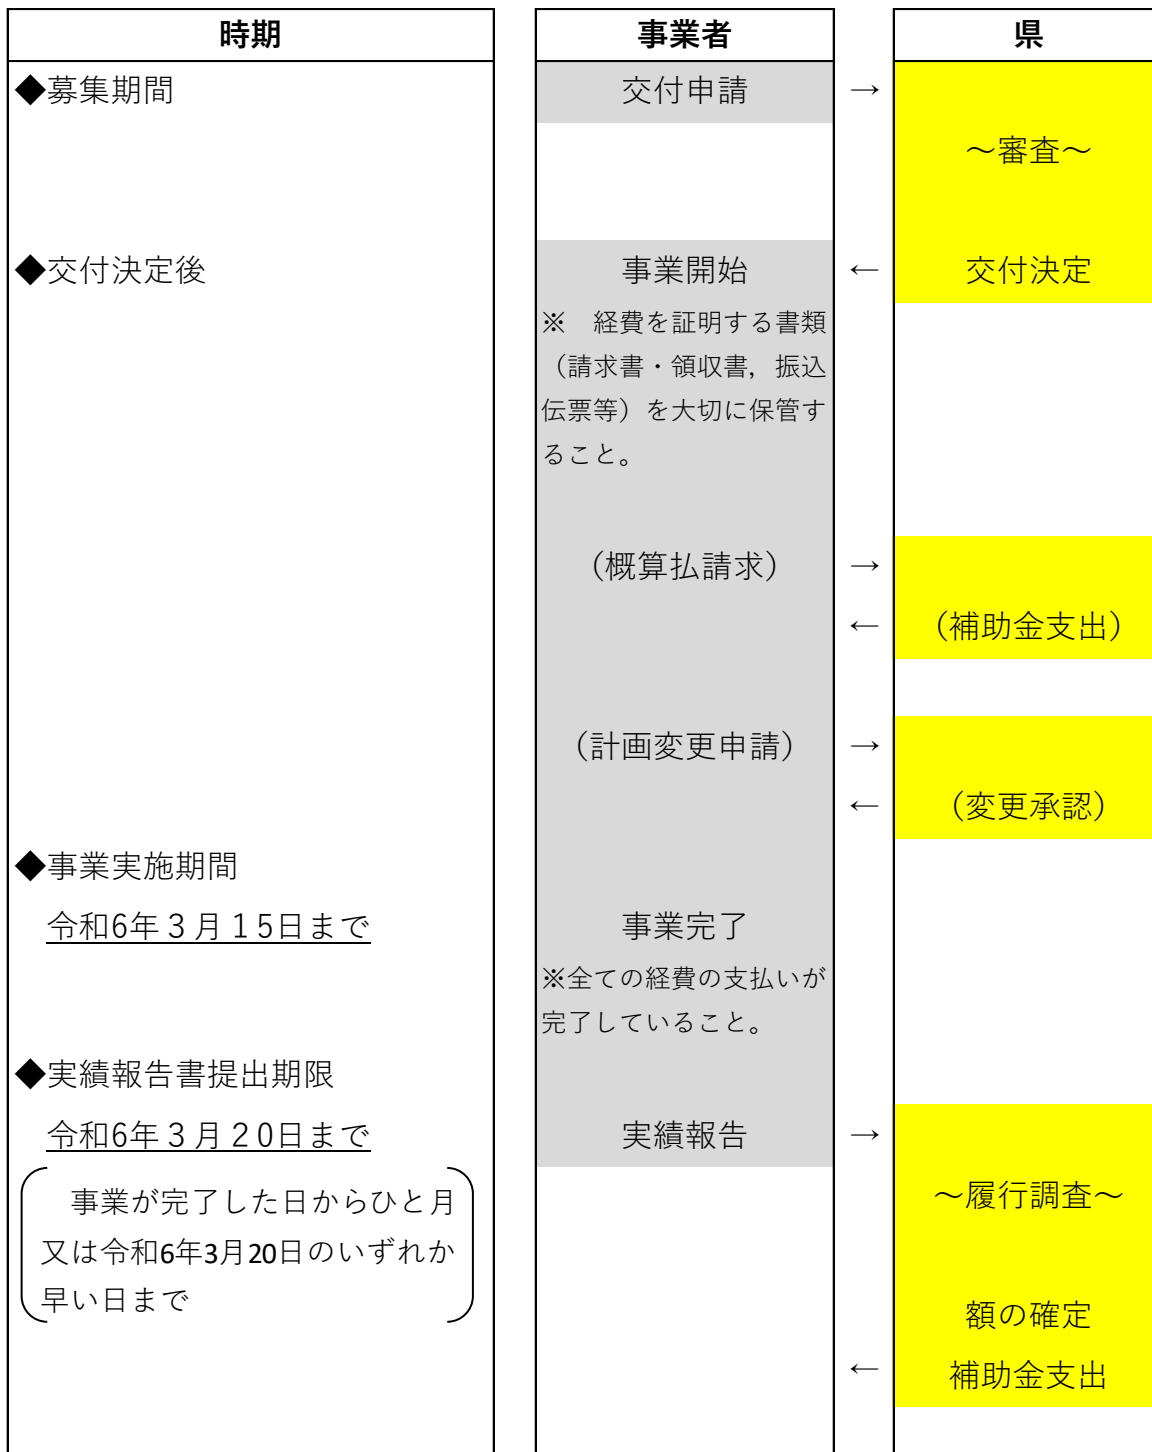 時期 事業者 県
◆募集期間 交付申請 →
～審査～
◆交付決定後 事業開始 ← 交付決定
※　経費を証明する書類
（請求書・領収書，振込
伝票等）を大切に保管す
ること。
（概算払請求） →
← （補助金支出）
（計画変更申請） →
← （変更承認）
◆事業実施期間
令和6年３月１5日まで 事業完了
※全ての経費の支払いが
完了していること。
◆実績報告書提出期限
令和6年３月２0日まで 実績報告 →
～履行調査～
事業が完了した日からひと月
又は令和6年3月20日のいずれか
早い日まで
額の確定
← 補助金支出